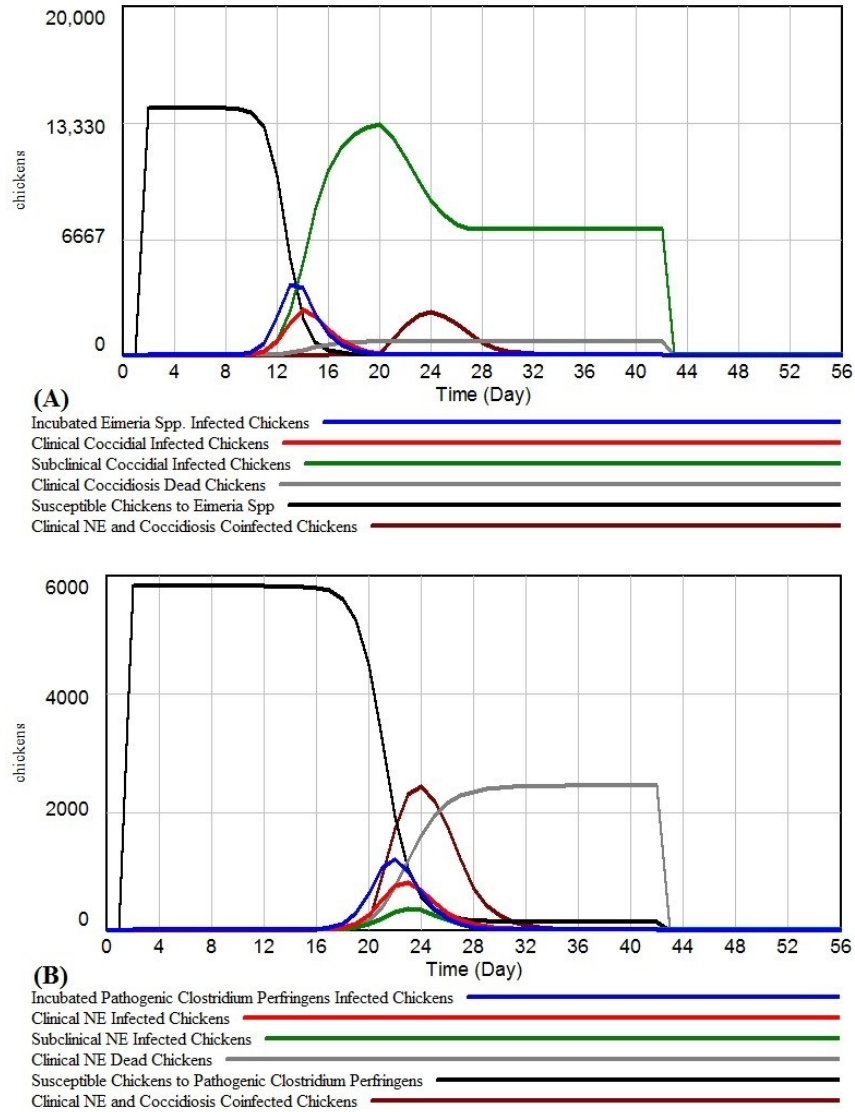 20,000
13,330
chickens
6667
0
0 4 8 12 16 20 24 28 32 36 40 44 48 52 56
Time (Day)
(A)
Incubated Eimeria Spp. Infected Chickens
Clinical Coccidial Infected Chickens
Subclinical Coccidial Infected Chickens
Clinical Coccidiosis Dead Chickens
Susceptible Chickens to Eimeria Spp
Clinical NE and Coccidiosis Coinfected Chickens
6000
4000
chickens
2000
0
0 4 8 12 16 20 24 28 32 36 40 44 48 52 56
Time (Day)
(B)
Incubated Pathogenic Clostridium Perfringens Infected Chickens
Clinical NE Infected Chickens
Subclinical NE Infected Chickens
Clinical NE Dead Chickens
Susceptible Chickens to Pathogenic Clostridium Perfringens
Clinical NE and Coccidiosis Coinfected Chickens